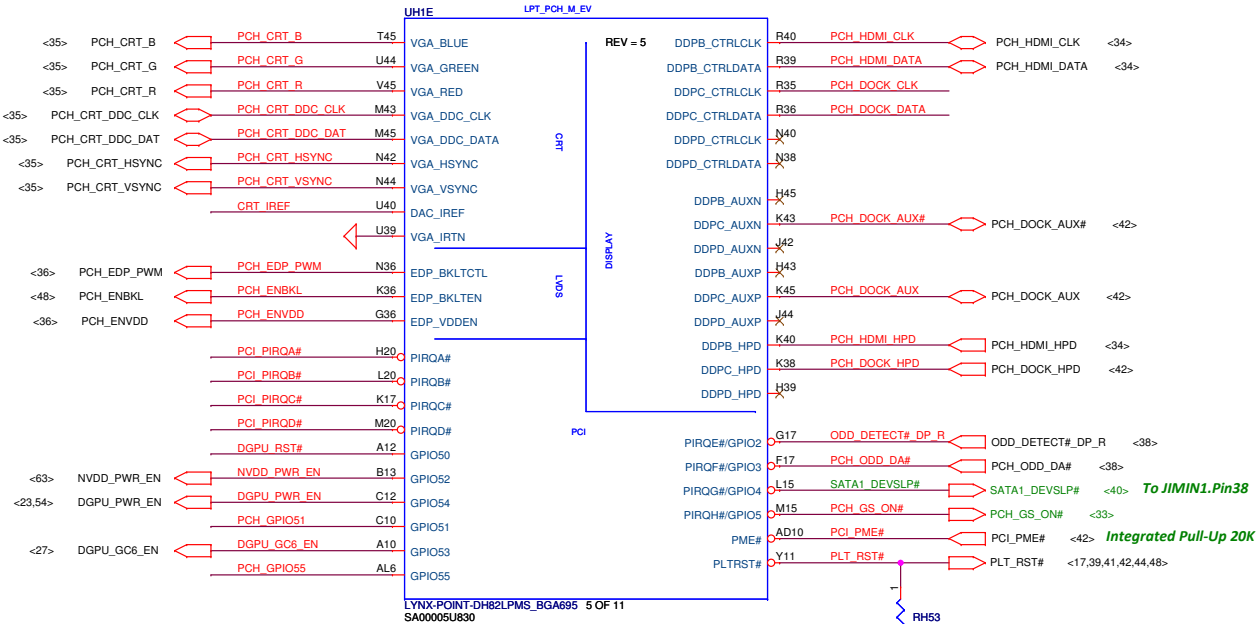 UH1E LPT_PCH_M_EV
REV = 5
<35> PCH_CRT_B PCH_CRT_B T45 VGA_BLUE
<35> PCH_CRT_G PCH_CRT_G U44 VGA_GREEN
<35> PCH_CRT_R PCH_CRT_R V45 VGA_RED
<35> PCH_CRT_DDC_CLK PCH_CRT_DDC_CLK M43 VGA_DDC_CLK
<35> PCH_CRT_DDC_DAT PCH_CRT_DDC_DAT M45 VGA_DDC_DATA
<35> PCH_CRT_HSYNC PCH_CRT_HSYNC N42 VGA_HSYNC
<35> PCH_CRT_VSYNC PCH_CRT_VSYNC N44 VGA_VSYNC
CRT_IREF U40 DAC_IREF
U39 VGA_IRTN
<36> PCH_EDP_PWM PCH_EDP_PWM N36 EDP_BKLTCTL
<48> PCH_ENBKL PCH_ENBKL K36 EDP_BKLTEN
<36> PCH_ENVDD PCH_ENVDD G36 EDP_VDDEN
PCI_PIRQA# H20 PIRQA#
PCI_PIRQB# L20 PIRQB#
PCI_PIRQC# K17 PIRQC#
PCI_PIRQD# M20 PIRQD#
DGPU_RST# A12 GPIO50
<63> NVDD_PWR_EN NVDD_PWR_EN B13 GPIO52
<23,54> DGPU_PWR_EN DGPU_PWR_EN C12 GPIO54
PCH_GPIO51 C10 GPIO51
<27> DGPU_GC6_EN DGPU_GC6_EN A10 GPIO53
PCH_GPIO55 AL6 GPIO55
CRT
LVDS
DISPLAY
PCI
DDPB_CTRLCLK R40 PCH_HDMI_CLK PCH_HDMI_CLK <34>
DDPB_CTRLDATA R39 PCH_HDMI_DATA PCH_HDMI_DATA <34>
DDPC_CTRLCLK R35 PCH_DOCK_CLK
DDPC_CTRLDATA R36 PCH_DOCK_DATA
DDPD_CTRLCLK N40
DDPD_CTRLDATA N38
DDPB_AUXN H45
DDPC_AUXN K43 PCH_DOCK_AUX# PCH_DOCK_AUX# <42>
DDPD_AUXN J42
DDPB_AUXP H43
DDPC_AUXP K45 PCH_DOCK_AUX PCH_DOCK_AUX <42>
DDPD_AUXP J44
DDPB_HPD K40 PCH_HDMI_HPD PCH_HDMI_HPD <34>
DDPC_HPD K38 PCH_DOCK_HPD PCH_DOCK_HPD <42>
DDPD_HPD H39
PIRQE#/GPIO2 G17 ODD_DETECT#_DP_R ODD_DETECT#_DP_R <38>
PIRQF#/GPIO3 F17 PCH_ODD_DA# PCH_ODD_DA# <38>
PIRQG#/GPIO4 L15 SATA1_DEVSLP# SATA1_DEVSLP# <40> To JIMIN1.Pin38
PIRQH#/GPIO5 M15 PCH_GS_ON# PCH_GS_ON# <33>
PME# AD10 PCI_PME# PCI_PME# <42> Integrated Pull-Up 20K
PLTRST# Y11 PLT_RST# PLT_RST# <17,39,41,42,44,48>
1
RH53
LYNX-POINT-DH82LPMS_BGA695 5 OF 11
SA00005U830